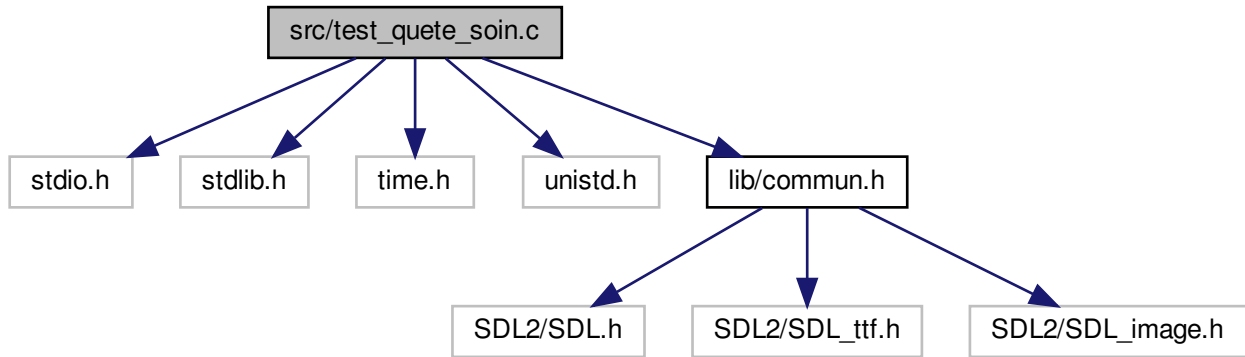 src/test_quete_soin.c
stdio.h
stdlib.h
time.h
unistd.h
lib/commun.h
SDL2/SDL.h
SDL2/SDL_ttf.h
SDL2/SDL_image.h